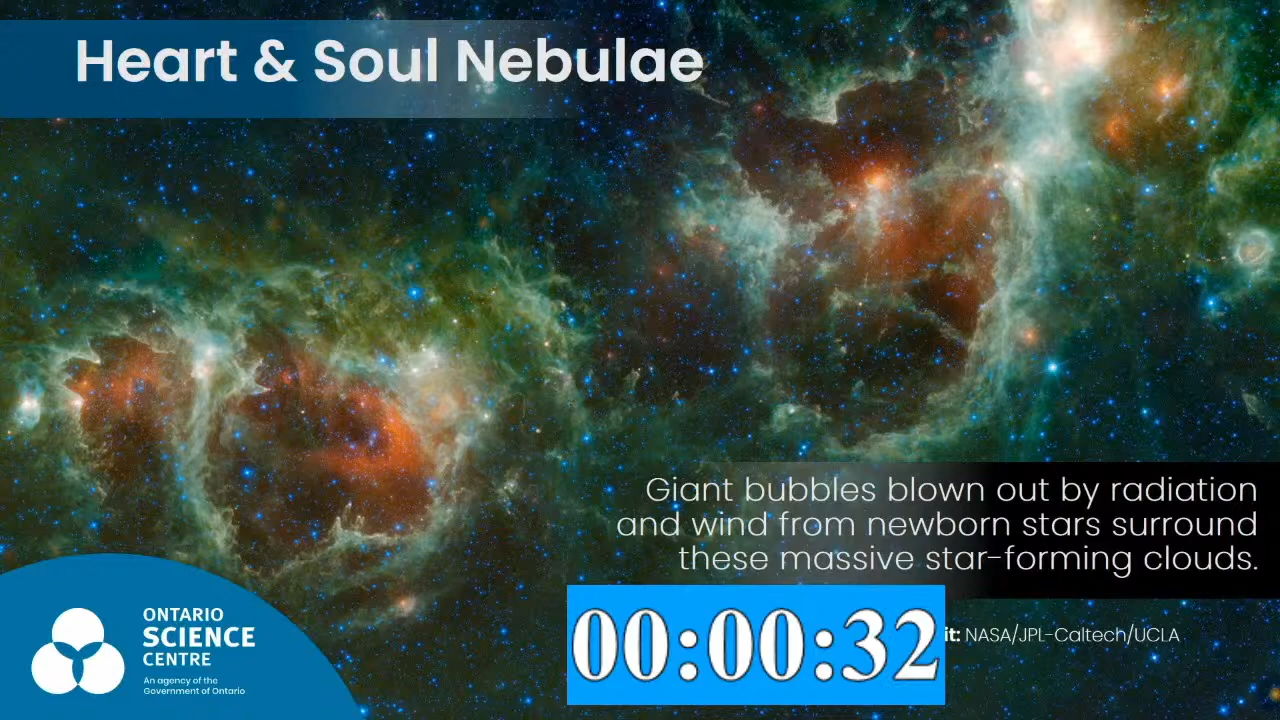 Heart & Soul Nebulae
Giant bubbles blown out by radiation
and wind from newborn stars surround
these massive star-forming clouds.
00:00:32
it: NASA/JPL-Caltech/UCLA
ONTARIO
SCIENCE
CENTRE
An agency of the
Government of Ontario